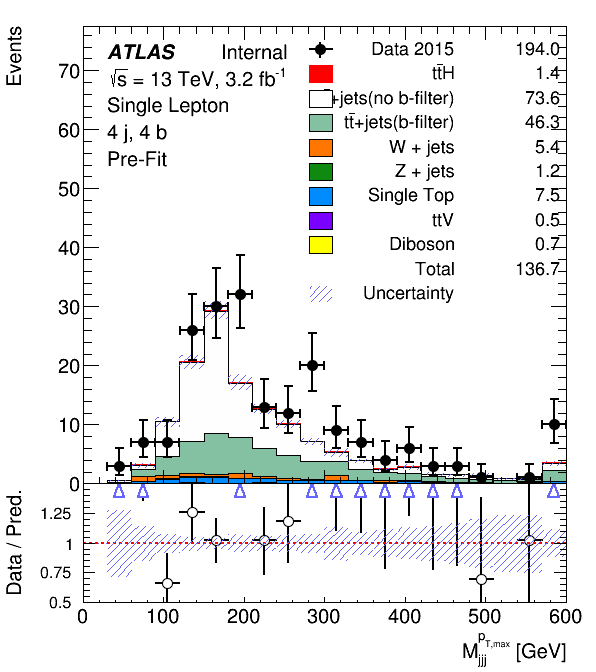 Events
ATLAS Internal
√s = 13 TeV, 3.2 fb⁻¹
Single Lepton
4 j, 4 b
Pre-Fit
Data 2015 194.0
tt̄H 1.4
+jets(no b-filter) 73.6
tt̄+jets(b-filter) 46.3
W + jets 5.4
Z + jets 1.2
Single Top 7.5
ttV 0.5
Diboson 0.7
Total 136.7
Uncertainty
70
60
50
40
30
20
10
0
Data / Pred.
1.25
1
0.75
0.5
0 100 200 300 400 500 600
M_jjj^{p_{T,max}} [GeV]